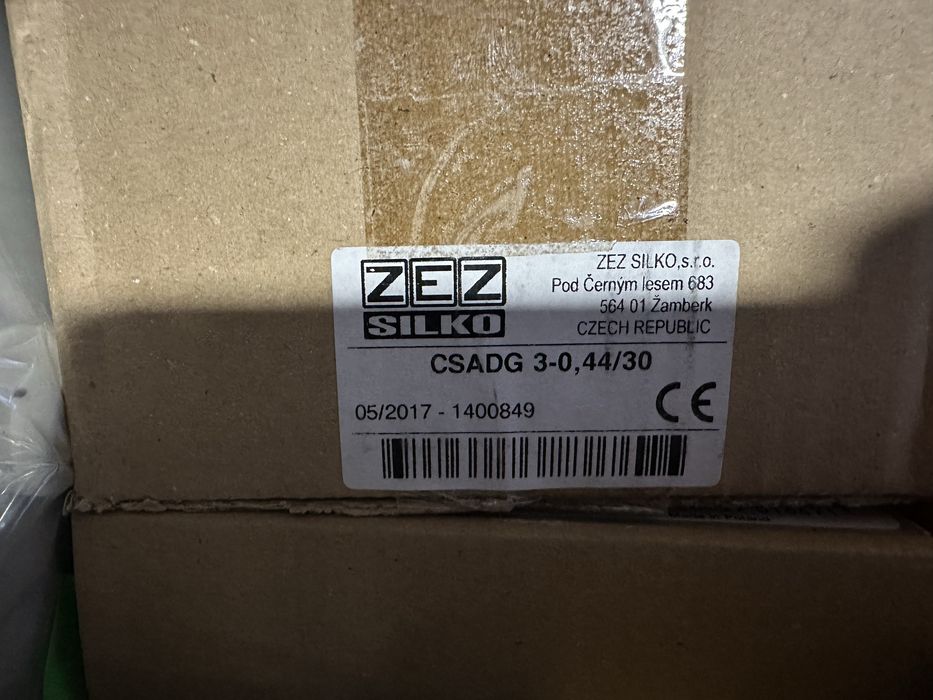 ZEZ
SILKO
ZEZ SILKO,s.r.o.
Pod Černým lesem 683
564 01 Žamberk
CZECH REPUBLIC
CSADG 3-0,44/30
05/2017 - 1400849
CE